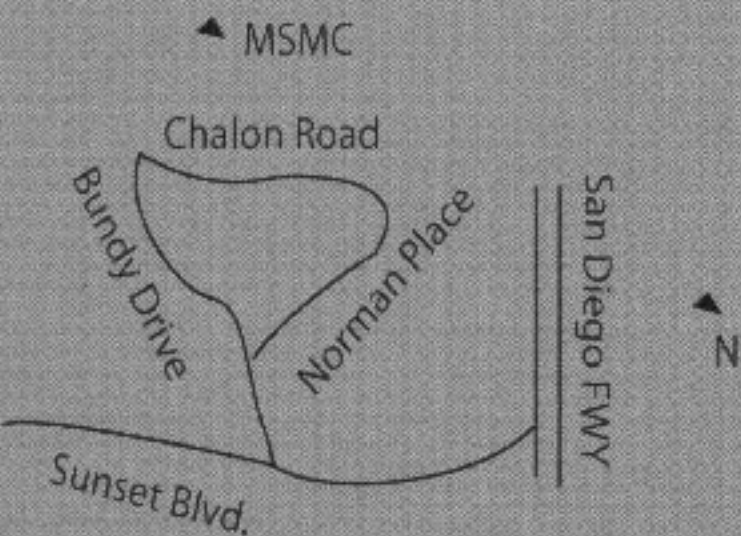 MSMC
Chalon Road
Bundy Drive
Norman Place
San Diego FWY
N
Sunset Blvd.